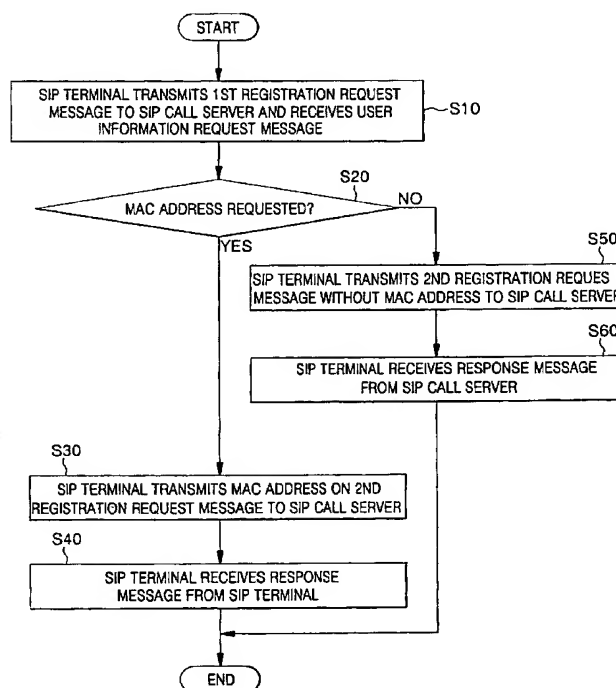 START
SIP TERMINAL TRANSMITS 1ST REGISTRATION REQUEST
MESSAGE TO SIP CALL SERVER AND RECEIVES USER
INFORMATION REQUEST MESSAGE
S10
S20
MAC ADDRESS REQUESTED?
NO
YES
S50
SIP TERMINAL TRANSMITS 2ND REGISTRATION REQUES
MESSAGE WITHOUT MAC ADDRESS TO SIP CALL SERVER
S60
SIP TERMINAL RECEIVES RESPONSE MESSAGE
FROM SIP CALL SERVER
S30
SIP TERMINAL TRANSMITS MAC ADDRESS ON 2ND
REGISTRATION REQUEST MESSAGE TO SIP CALL SERVER
S40
SIP TERMINAL RECEIVES RESPONSE
MESSAGE FROM SIP TERMINAL
END